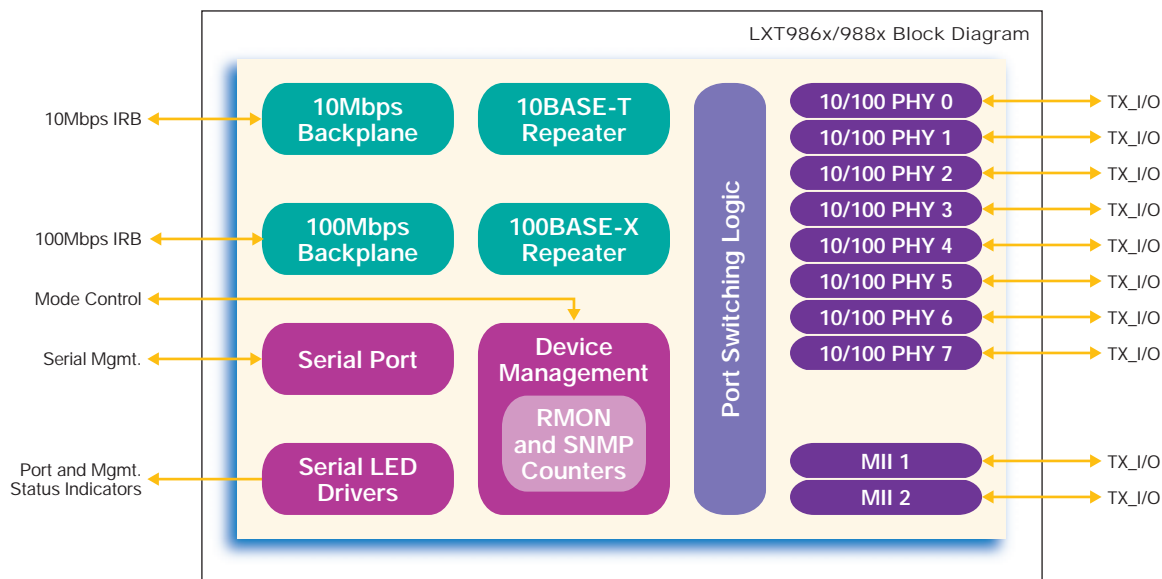 LXT986x/988x Block Diagram
10Mbps IRB
10Mbps
Backplane
10BASE-T
Repeater
100Mbps IRB
100Mbps
Backplane
100BASE-X
Repeater
Mode Control
Serial Mgmt.
Serial Port
Device
Management
RMON
and SNMP
Counters
Port and Mgmt.
Status Indicators
Serial LED
Drivers
Port Switching Logic
10/100 PHY 0
TX_I/O
10/100 PHY 1
TX_I/O
10/100 PHY 2
TX_I/O
10/100 PHY 3
TX_I/O
10/100 PHY 4
TX_I/O
10/100 PHY 5
TX_I/O
10/100 PHY 6
TX_I/O
10/100 PHY 7
TX_I/O
MII 1
TX_I/O
MII 2
TX_I/O